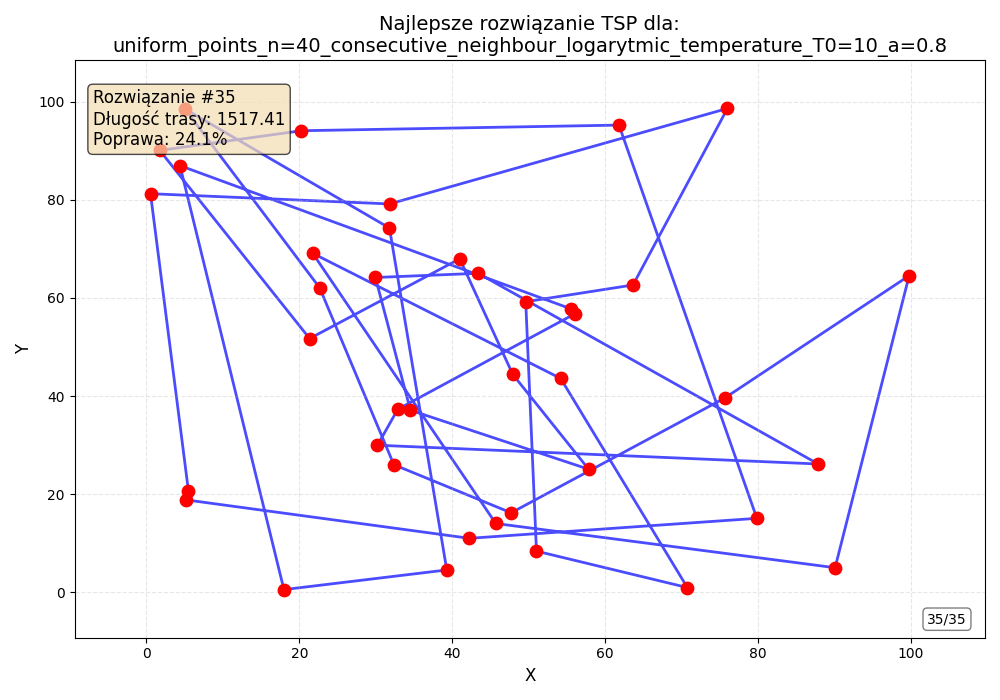 Najlepsze rozwiązanie TSP dla:
uniform_points_n=40_consecutive_neighbour_logarytmic_temperature_T0=10_a=0.8
Rozwiązanie #35
Długość trasy: 1517.41
Poprawa: 24.1%
100
80
60
40
20
0
Y
35/35
0 20 40 60 80 100
X